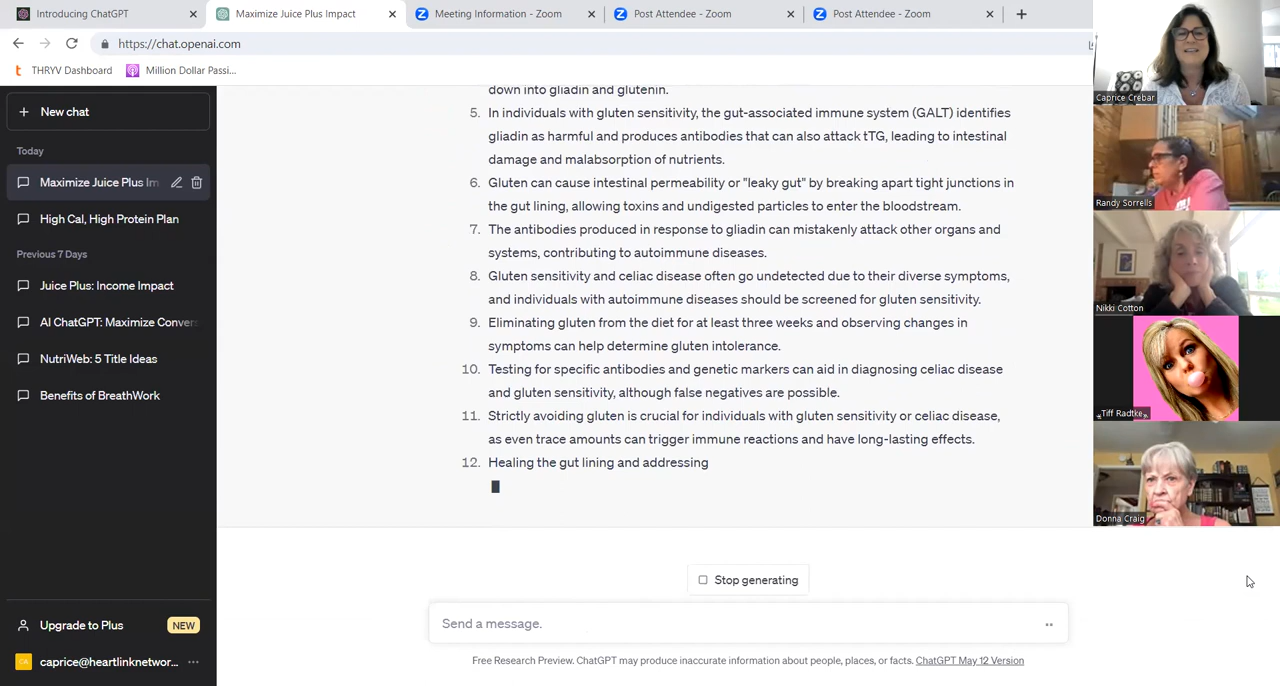 Introducing ChatGPT
Maximize Juice Plus Impact
Meeting Information - Zoom
Post Attendee - Zoom
Post Attendee - Zoom
https://chat.openai.com
THRYV Dashboard
Million Dollar Passi...
New chat
Today
Maximize Juice Plus Im
High Cal, High Protein Plan
Previous 7 Days
Juice Plus: Income Impact
AI ChatGPT: Maximize Conver
NutriWeb: 5 Title Ideas
Benefits of BreathWork
Upgrade to Plus
NEW
CA
caprice@heartlinknetwor...
down into gliadin and glutenin.
5. In individuals with gluten sensitivity, the gut-associated immune system (GALT) identifies
gliadin as harmful and produces antibodies that can also attack tTG, leading to intestinal
damage and malabsorption of nutrients.
6. Gluten can cause intestinal permeability or "leaky gut" by breaking apart tight junctions in
the gut lining, allowing toxins and undigested particles to enter the bloodstream.
7. The antibodies produced in response to gliadin can mistakenly attack other organs and
systems, contributing to autoimmune diseases.
8. Gluten sensitivity and celiac disease often go undetected due to their diverse symptoms,
and individuals with autoimmune diseases should be screened for gluten sensitivity.
9. Eliminating gluten from the diet for at least three weeks and observing changes in
symptoms can help determine gluten intolerance.
10. Testing for specific antibodies and genetic markers can aid in diagnosing celiac disease
and gluten sensitivity, although false negatives are possible.
11. Strictly avoiding gluten is crucial for individuals with gluten sensitivity or celiac disease,
as even trace amounts can trigger immune reactions and have long-lasting effects.
12. Healing the gut lining and addressing
Stop generating
Send a message.
Free Research Preview. ChatGPT may produce inaccurate information about people, places, or facts. ChatGPT May 12 Version
Caprice Crebar
Randy Sorrells
Nikki Cotton
Tiff Radtke
Donna Craig